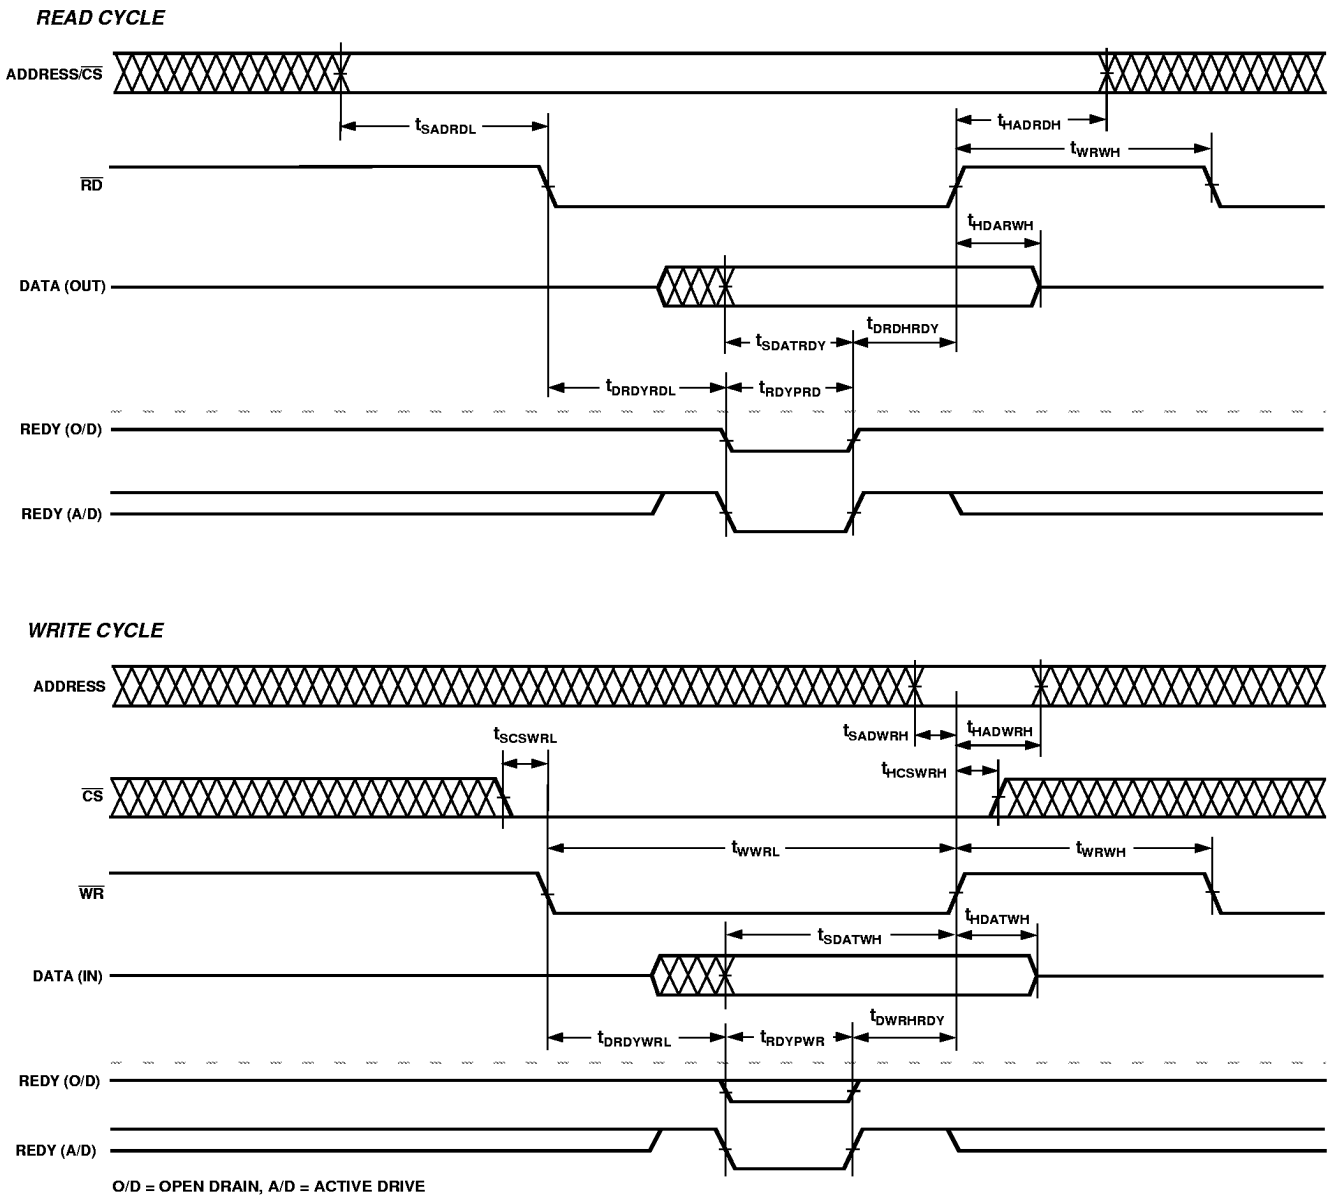 READ CYCLE
ADDRESS/CS
tSADRDL
tHADRDH
tWRWH
RD
tHDARWH
DATA (OUT)
tSDATRDY
tDRDHRDY
tDRDYRDL
tRDYPRD
REDY (O/D)
REDY (A/D)
WRITE CYCLE
ADDRESS
tSCSWRL
tSADWRH
tHADWRH
tHCSWRH
CS
tWWRL
tWRWH
WR
tHDATWH
tSDATWH
DATA (IN)
tDWRHRDY
tDRDYWRL
tRDYPWR
REDY (O/D)
REDY (A/D)
O/D = OPEN DRAIN, A/D = ACTIVE DRIVE